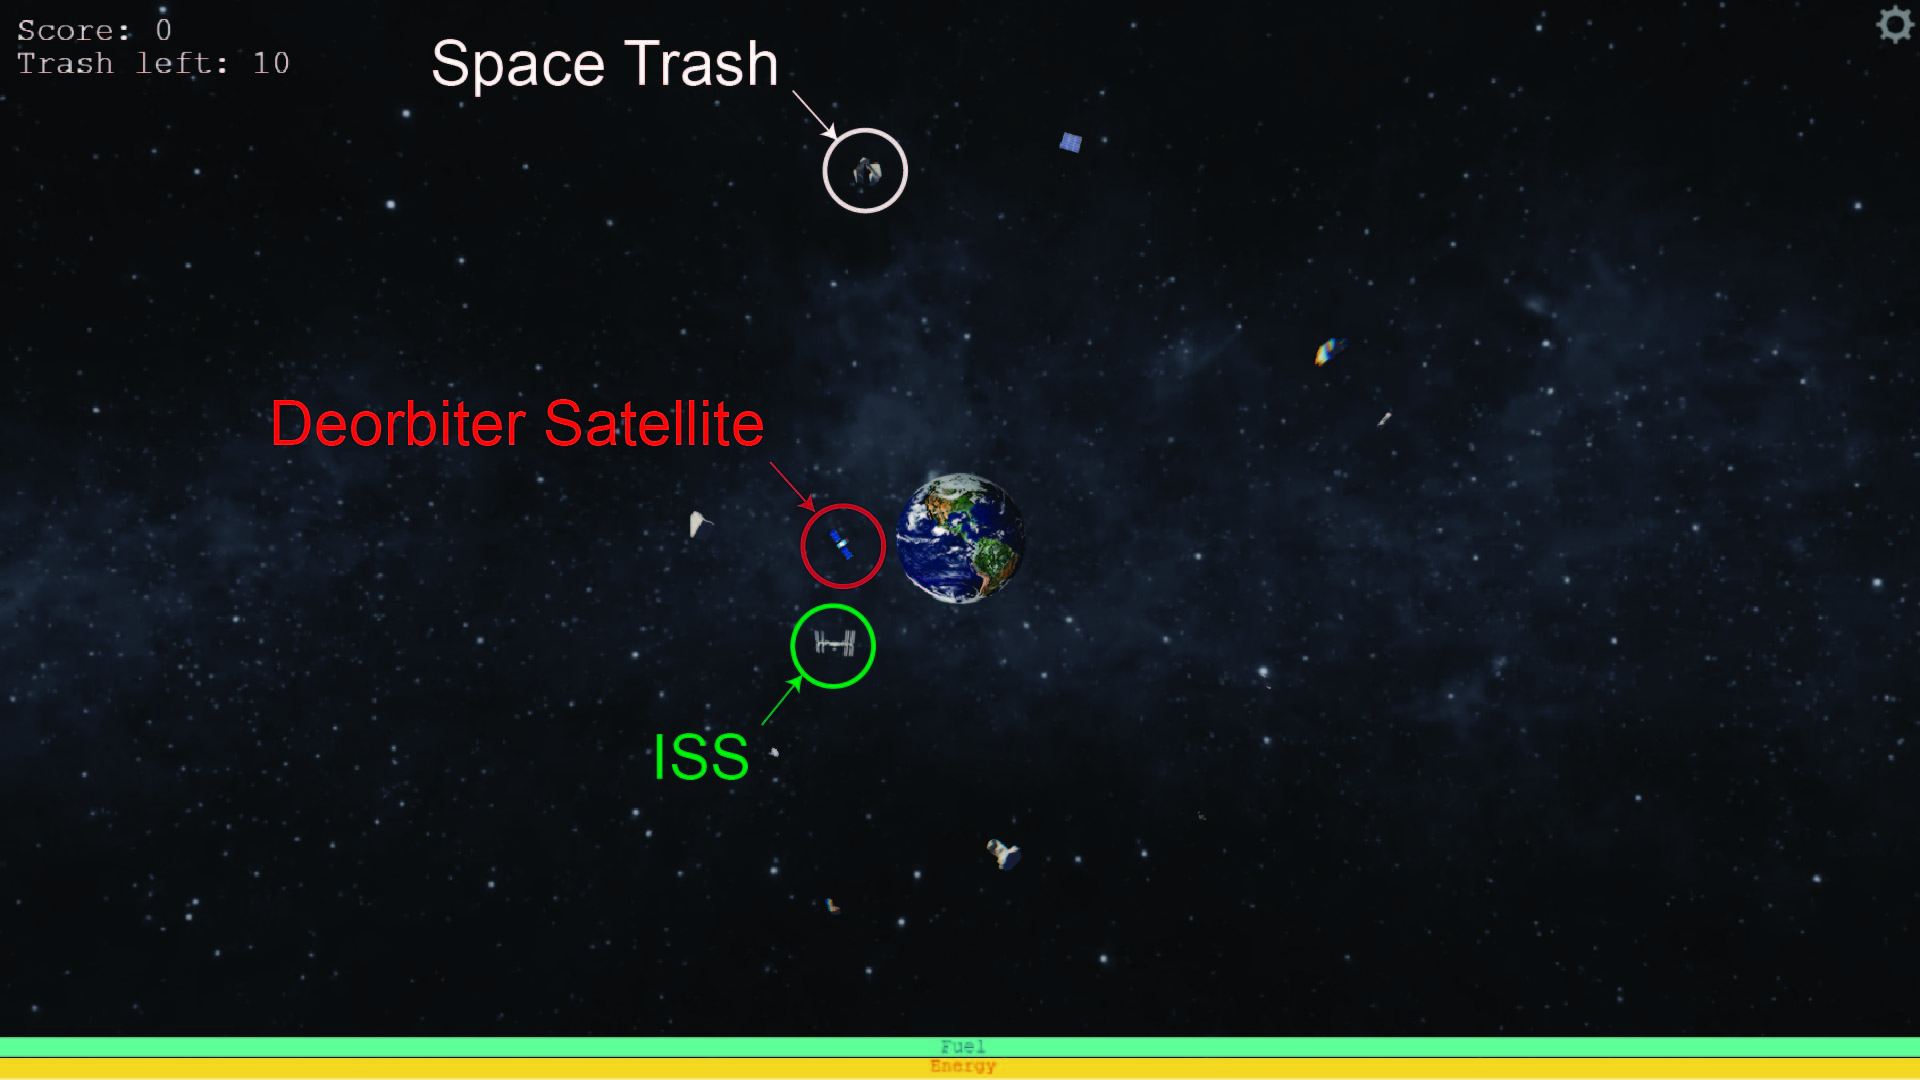 Score: 0
Trash left: 10
Space Trash
Deorbiter Satellite
ISS
Fuel
Energy